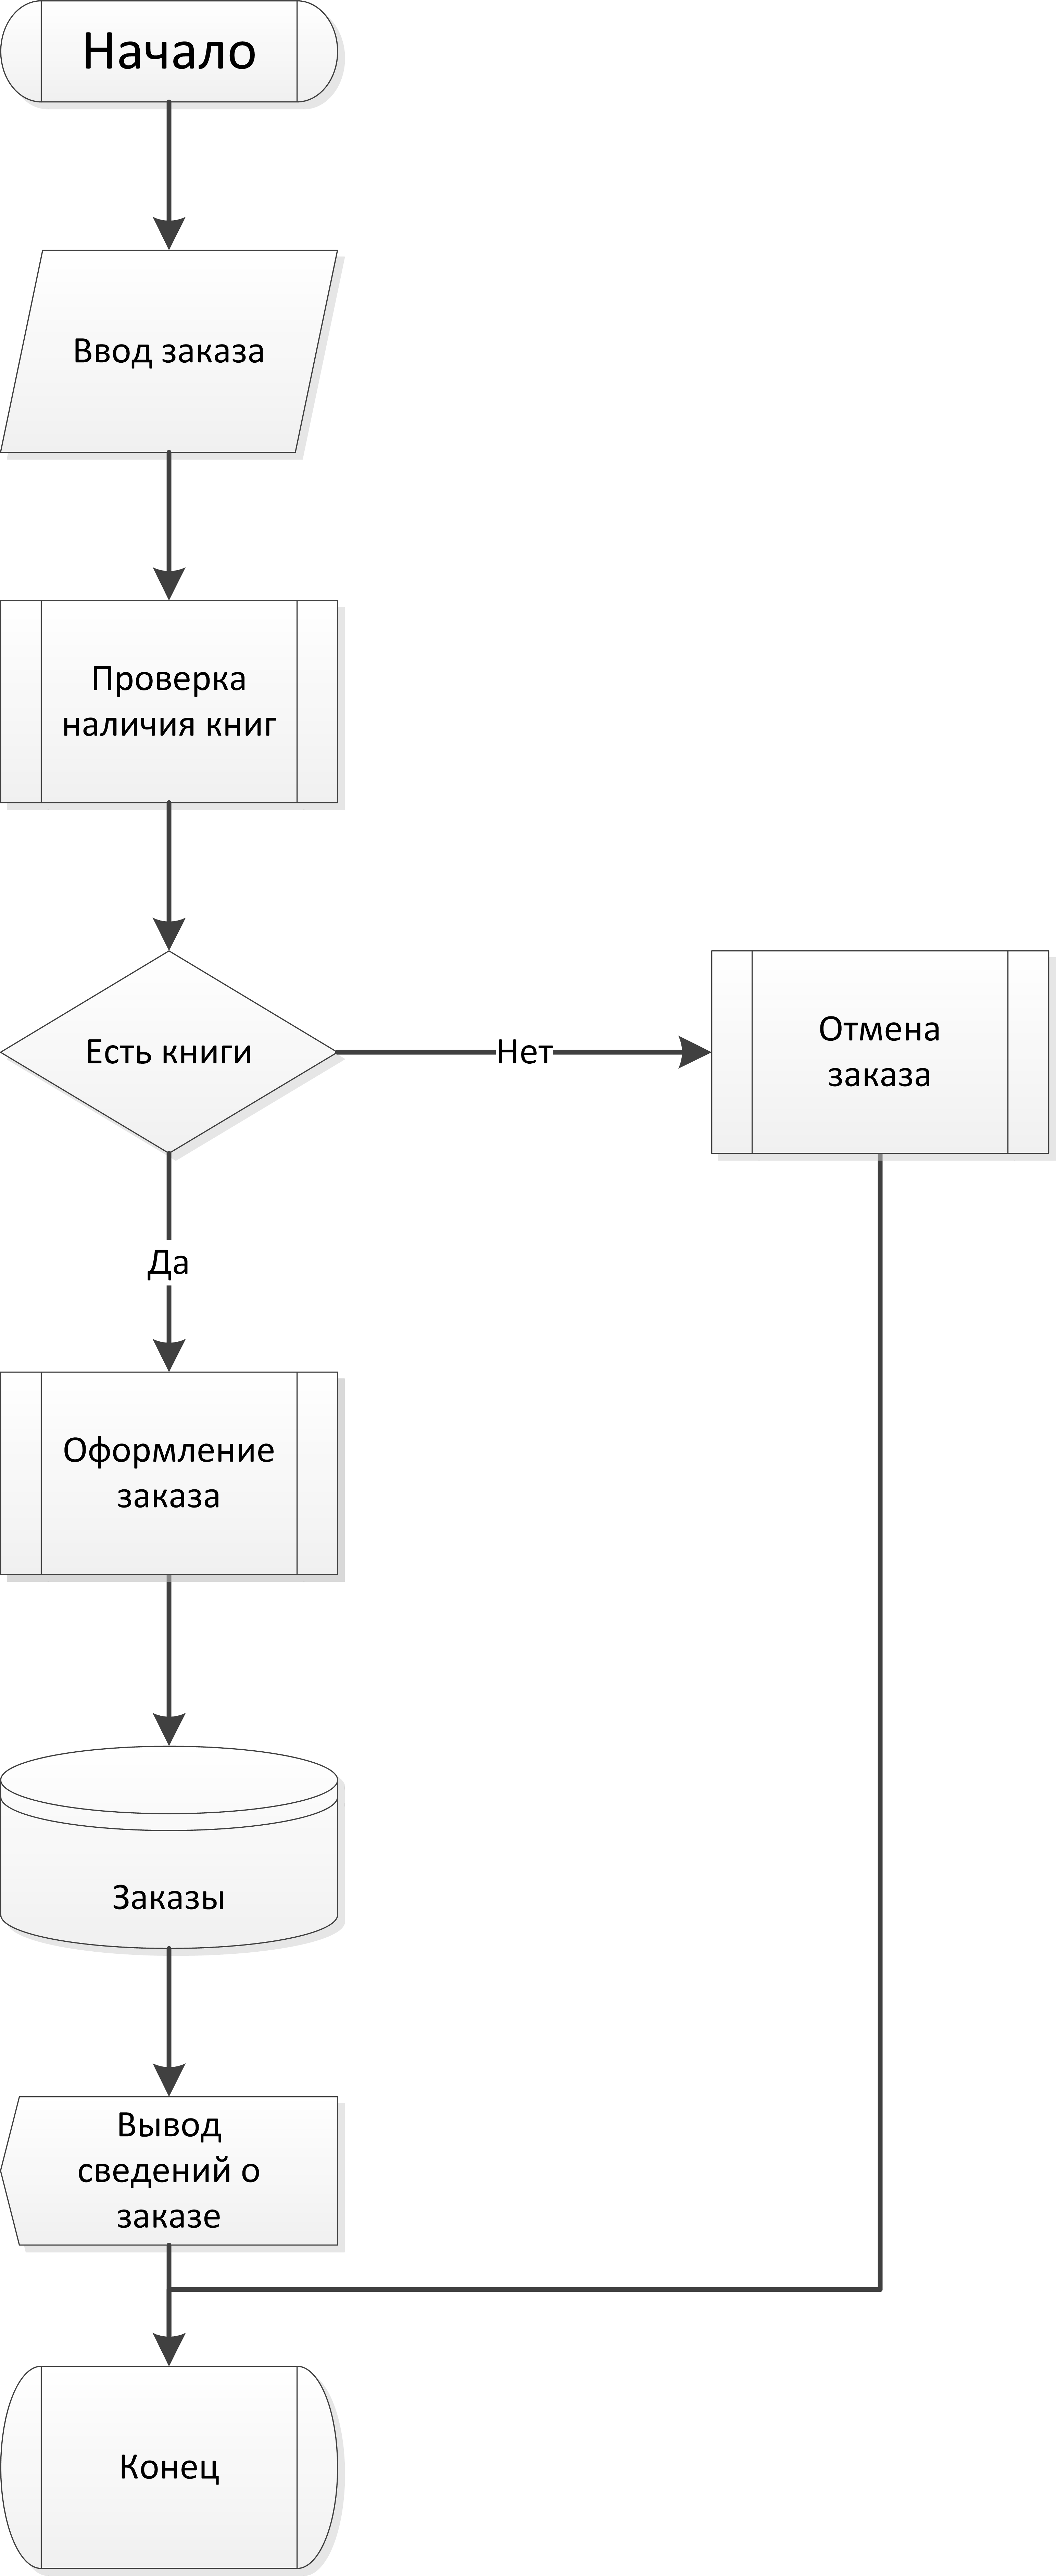 Начало
Ввод заказа
Проверка
наличия книг
Есть книги
Нет
Отмена
заказа
Да
Оформление
заказа
Заказы
Вывод
сведений о
заказе
Конец